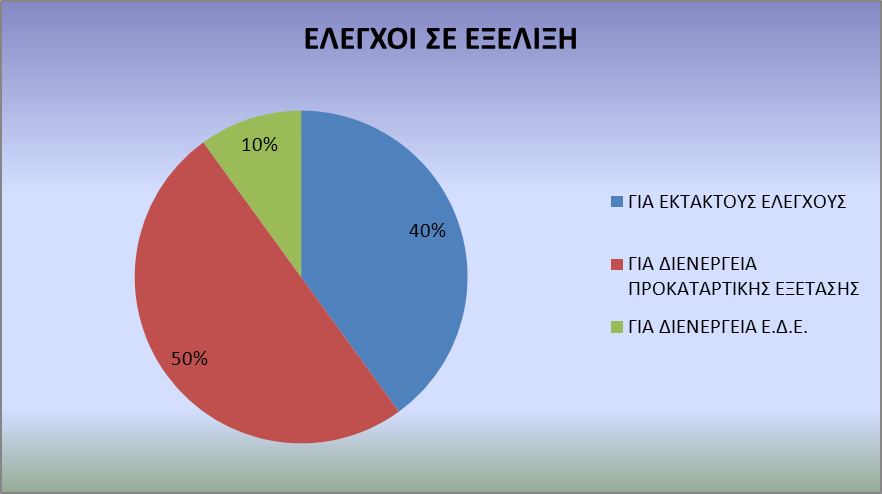 ΕΛΕΓΧΟΙ ΣΕ ΕΞΕΛΙΞΗ
10%
40%
50%
ΓΙΑ ΕΚΤΑΚΤΟΥΣ ΕΛΕΓΧΟΥΣ
ΓΙΑ ΔΙΕΝΕΡΓΕΙΑ
ΠΡΟΚΑΤΑΡΤΙΚΗΣ ΕΞΕΤΑΣΗΣ
ΓΙΑ ΔΙΕΝΕΡΓΕΙΑ Ε.Δ.Ε.